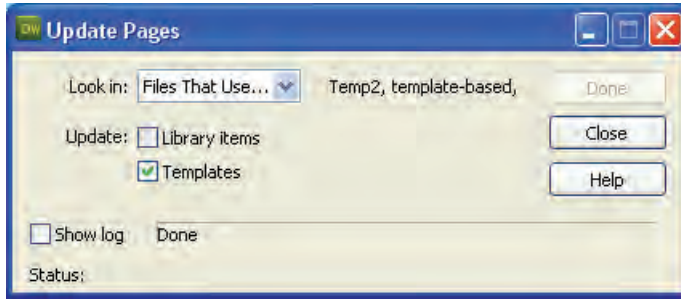 DW Update Pages
Look in: Files That Use... Temp2, template-based, Done
Update: Library items Close
Templates Help
Show log Done
Status: